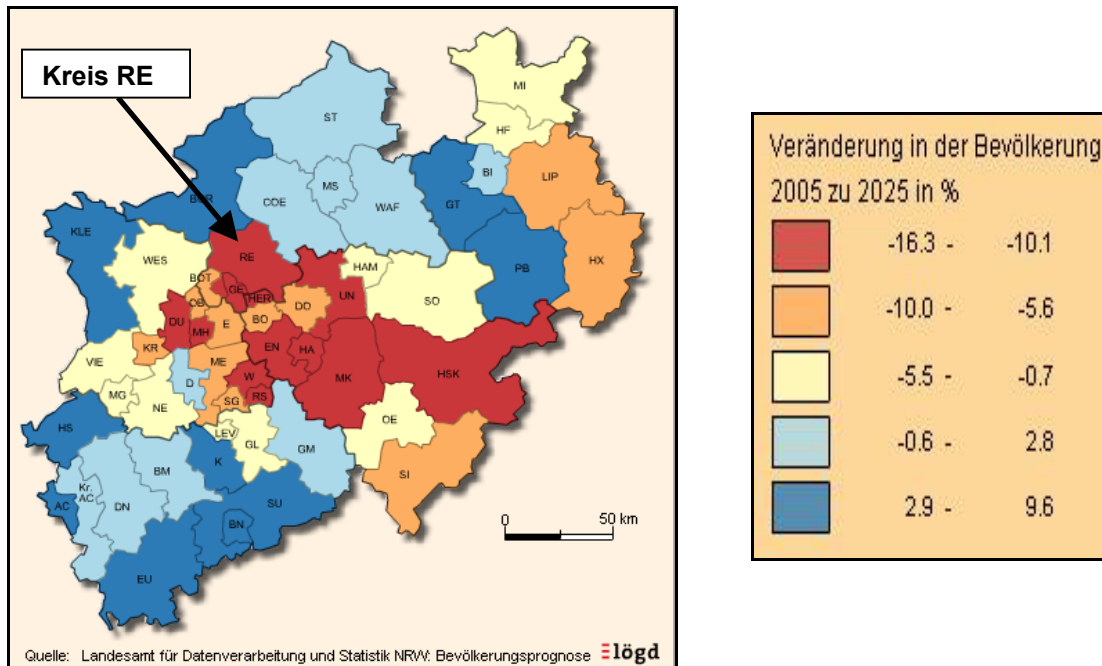 Kreis RE
MI
HF
ST
BI
LIP
MS
GT
COE
WAF
BOR
KLE
HX
PB
WES
RE
HAM
BOT
GE
SO
UN
OB
HER
DO
DU
MH
E
BO
EN
HA
KR
ME
HSK
VIE
MK
D
W
MG
NE
SG
RS
OE
HS
LEV
GL
GM
BM
K
SI
Kr.
AC
AC
DN
SU
BN
EU
0 50 km
Quelle: Landesamt für Datenverarbeitung und Statistik NRW: Bevölkerungsprognose lögd
Veränderung in der Bevölkerung
2005 zu 2025 in %
-16.3 - -10.1
-10.0 - -5.6
-5.5 - -0.7
-0.6 - 2.8
2.9 - 9.6